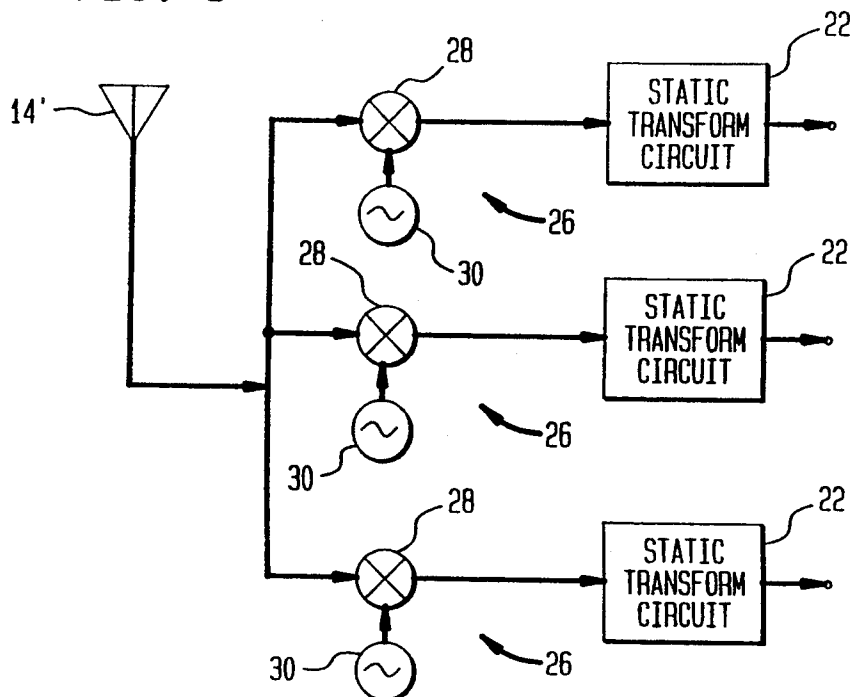 22
28
STATIC
TRANSFORM
CIRCUIT
14'
26
30
28
22
STATIC
TRANSFORM
CIRCUIT
26
30
28
22
STATIC
TRANSFORM
CIRCUIT
30
26